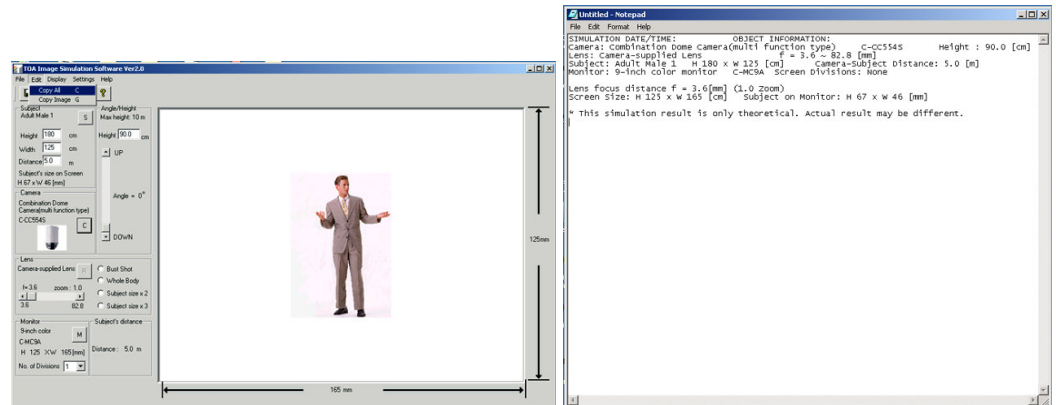 TOA Image Simulation Software Ver2.0
File Edit Display Settings Help
Copy All C
Copy Image G
?
Subject
Adult Male 1
S
Height 180 cm
Width 125 cm
Distance 5.0 m
Subject's size on Screen
H 67 x W 46 [mm]
Angle/Height
Max height: 10 m
Height 90.0 cm
UP
Angle = 0°
DOWN
Camera
Combination Dome
Camera(multi function type)
C-CC554S
C
Lens
Camera-supplied Lens
f=3.6 zoom : 1.0
3.6 82.8
Bust Shot
Whole Body
Subject size x 2
Subject size x 3
Monitor
9-inch color
C-MC9A
M
H 125 X W 165[mm]
No. of Divisions 1
Subject's distance
Distance : 5.0 m
125mm
165 mm
Untitled - Notepad
File Edit Format Help
SIMULATION DATE/TIME: OBJECT INFORMATION:
Camera: Combination Dome Camera(multi function type) C-CC554S Height : 90.0 [cm]
Lens: Camera-supplied Lens f = 3.6 ~ 82.8 [mm]
Subject: Adult Male 1 H 180 x W 125 [cm] Camera-Subject Distance: 5.0 [m]
Monitor: 9-inch color monitor C-MC9A Screen Divisions: None
Lens focus distance f = 3.6[mm] (1.0 Zoom)
Screen Size: H 125 x W 165 [cm] Subject on Monitor: H 67 x W 46 [mm]
* This simulation result is only theoretical. Actual result may be different.